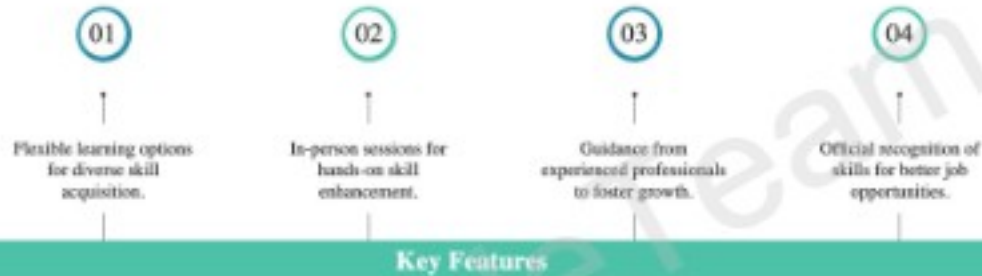 01
02
03
04
Flexible learning options
for diverse skill
acquisition.
In-person sessions for
hands-on skill
enhancement.
Guidance from
experienced professionals
to foster growth.
Official recognition of
skills for better job
opportunities.
Key Features
Team